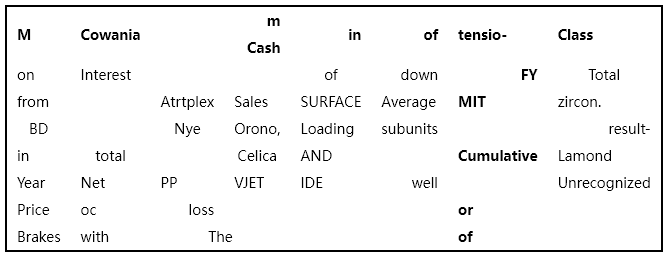 M Cowania m Cash in of tensio- Class
on Interest of down FY Total
from Atrtplex Sales SURFACE Average MIT zircon.
BD Nye Orono, Loading subunits result-
in total Celica AND Cumulative Lamond
Year Net PP VJET IDE well Unrecognized
Price oc loss or
Brakes with The of